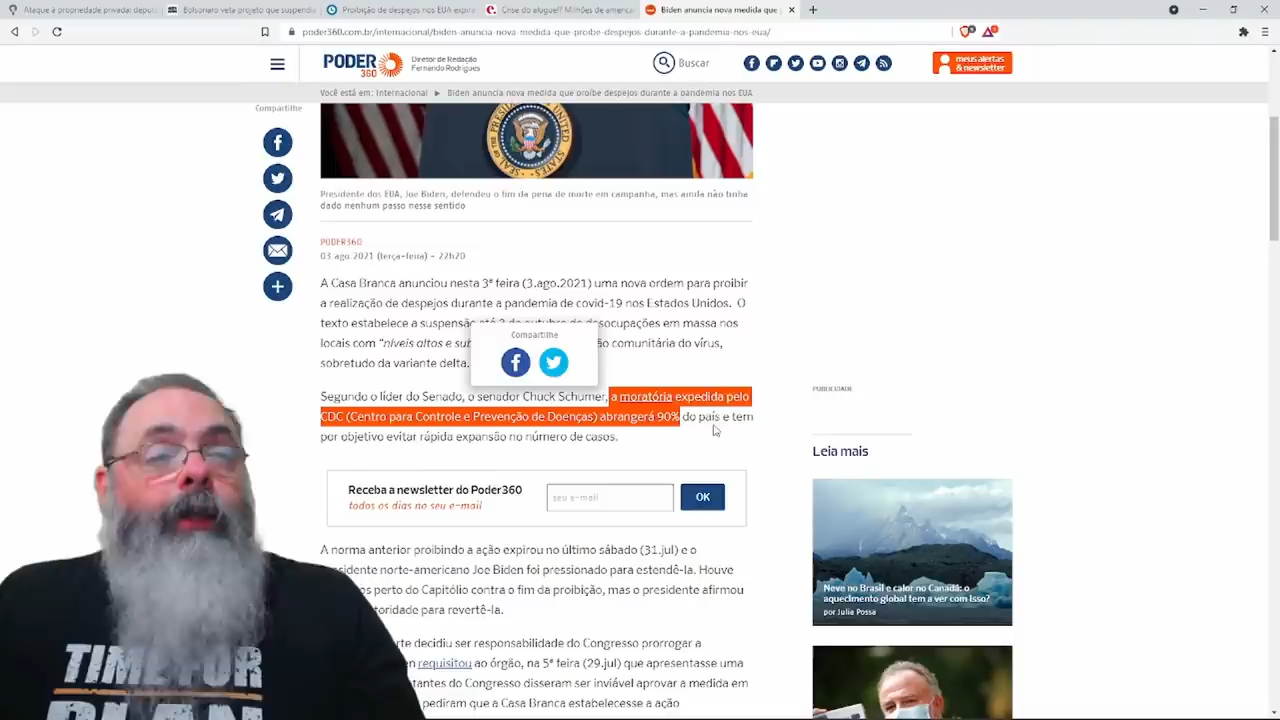 Ataque à propriedade privada: deputa
Bolsonaro veta projeto que suspendia
Proibição de despejos nos EUA expira
Crise do aluguel? Milhões de america
Biden anuncia nova medida que
poder360.com.br/internacional/biden-anuncia-nova-medida-que-proibe-despejos-durante-a-pandemia-nos-eua/
PODER
360
Diretor de Redação
Fernando Rodrigues
Buscar
meus alertas
& newsletter
Você está em: Internacional ► Biden anuncia nova medida que proíbe despejos durante a pandemia nos EUA
Compartilhe
SEAL OF THE PRESIDENT UNITED
Presidente dos EUA, Joe Biden, defendeu o fim da pena de morte em campanha, mas ainda não tinha
dado nenhum passo nesse sentido
PODER360
03.ago.2021 (terça-feira) - 22h20
A Casa Branca anunciou nesta 3ª feira (3.ago.2021) uma nova ordem para proibir
a realização de despejos durante a pandemia de covid-19 nos Estados Unidos. O
texto estabelece a suspensão até 3 de outubro de desocupações em massa nos
locais com "níveis altos e sub ão comunitária do vírus,
sobretudo da variante delta.
Compartilhe
Segundo o líder do Senado, o senador Chuck Schumer, a moratória expedida pelo
CDC (Centro para Controle e Prevenção de Doenças) abrangerá 90% do país e tem
por objetivo evitar rápida expansão no número de casos.
Receba a newsletter do Poder360
todos os dias no seu e-mail
seu e-mail
OK
A norma anterior proibindo a ação expirou no último sábado (31.jul) e o
esidente norte-americano Joe Biden foi pressionado para estendê-la. Houve
os perto do Capitólio contra o fim da proibição, mas o presidente afirmou
toridade para revertê-la.
rte decidiu ser responsabilidade do Congresso prorrogar a
en requisitou ao órgão, na 5ª feira (29.jul) que apresentasse uma
tantes do Congresso disseram ser inviável aprovar a medida em
pediram que a Casa Branca estabelecesse a ação
PUBLICIDADE
Leia mais
Neve no Brasil e calor no Canadá: o
aquecimento global tem a ver com isso?
por Julia Possa